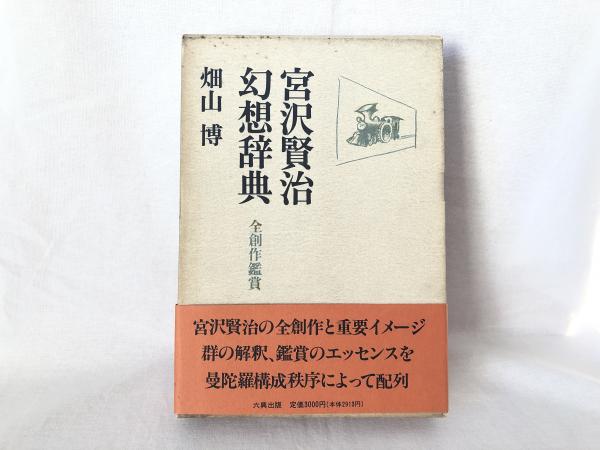 宮沢賢治
幻想辞典
畑山 博
全創作鑑賞
宮沢賢治の全創作と重要イメージ
群の解釈、鑑賞のエッセンスを
曼陀羅構成秩序によって配列
六興出版 定価3000円(本体2913円)